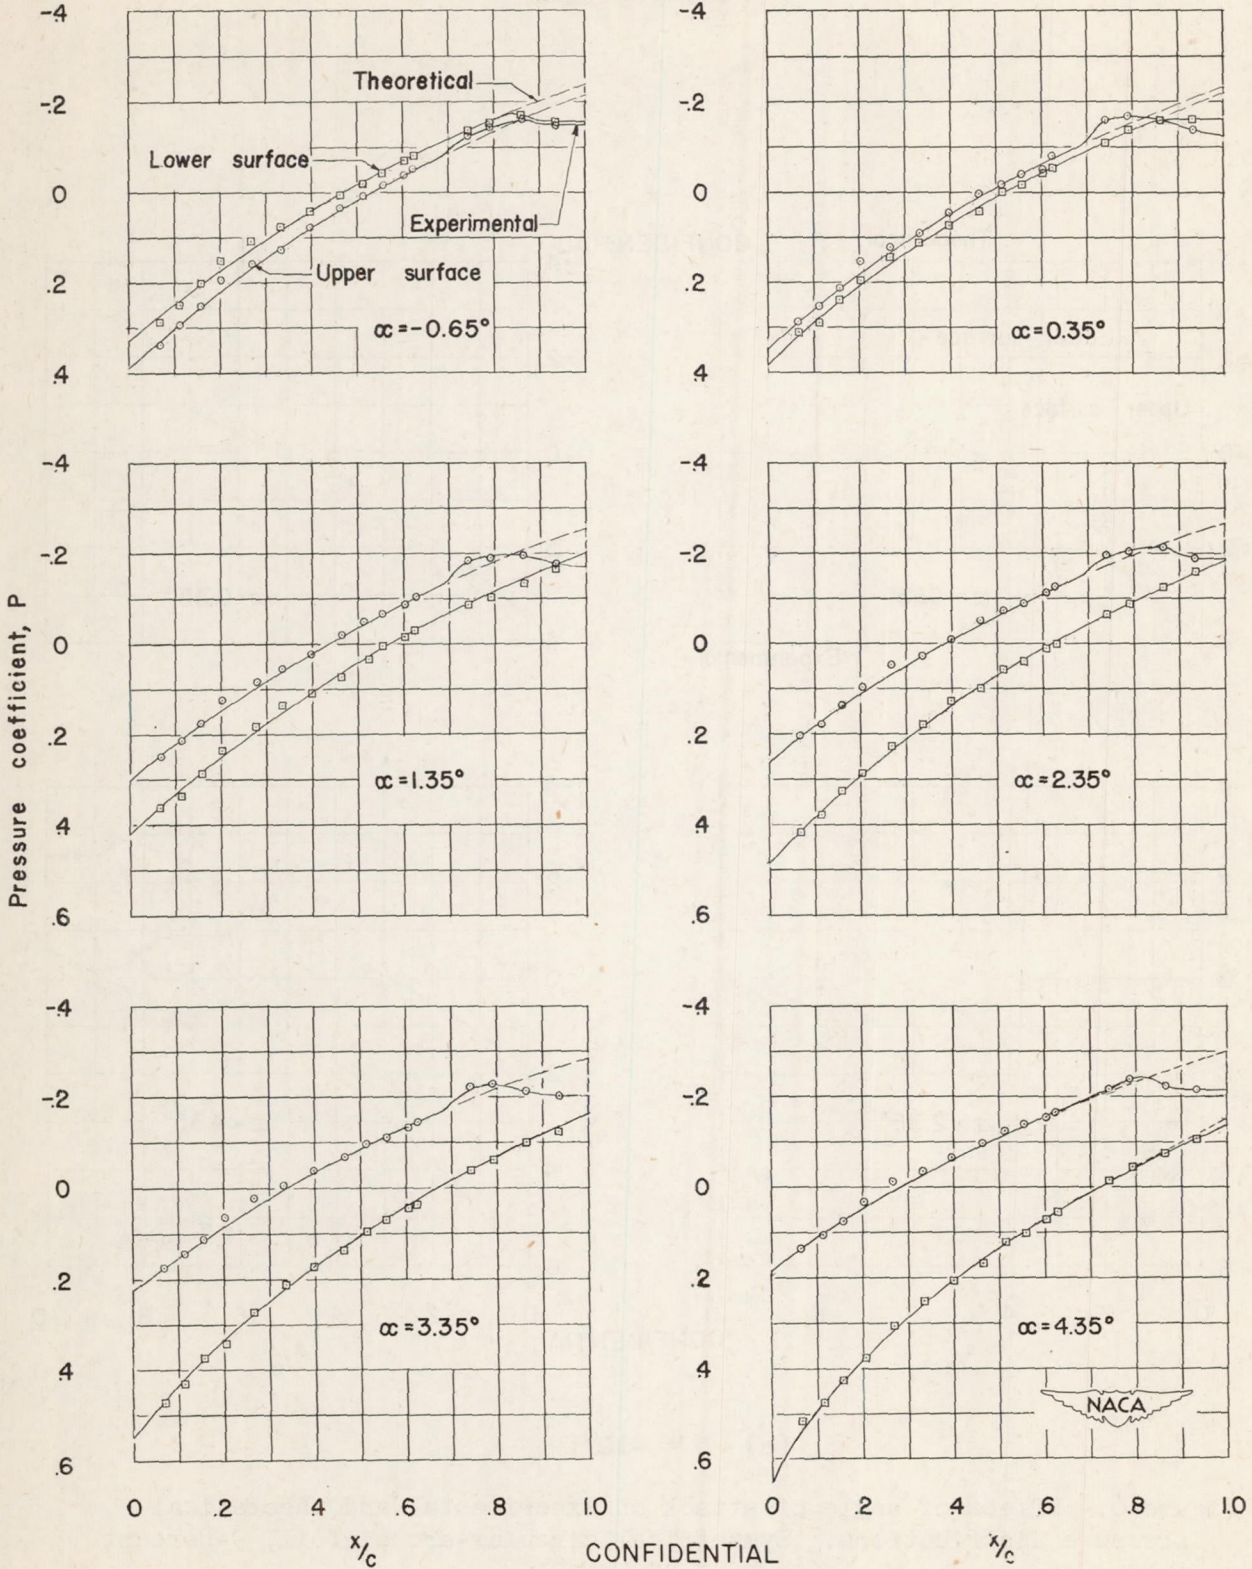 -.4
-.2
0
.2
.4
Theoretical
Lower surface
Experimental
Upper surface
α=-0.65°
-.4
-.2
0
.2
.4
α=0.35°
Pressure coefficient, P
-.4
-.2
0
.2
.4
.6
α=1.35°
-.4
-.2
0
.2
.4
.6
α=2.35°
-.4
-.2
0
.2
.4
.6
α=3.35°
0 .2 .4 .6 .8 1.0
x/c
-.4
-.2
0
.2
.4
.6
α=4.35°
NACA
0 .2 .4 .6 .8 1.0
x/c
CONFIDENTIAL